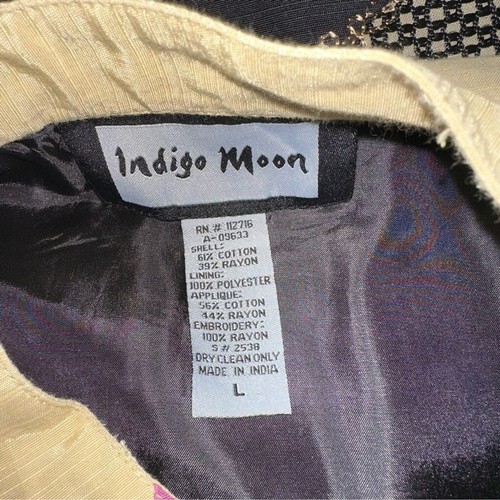 Indigo Moon
RN.# 112716
A-09633
SHELL:
61% COTTON
39% RAYON
LINING:
100% POLYESTER
APPLIQUE:
56% COTTON
44% RAYON
EMBROIDERY:
100% RAYON
S # 2538
DRY CLEAN ONLY
MADE IN INDIA
L